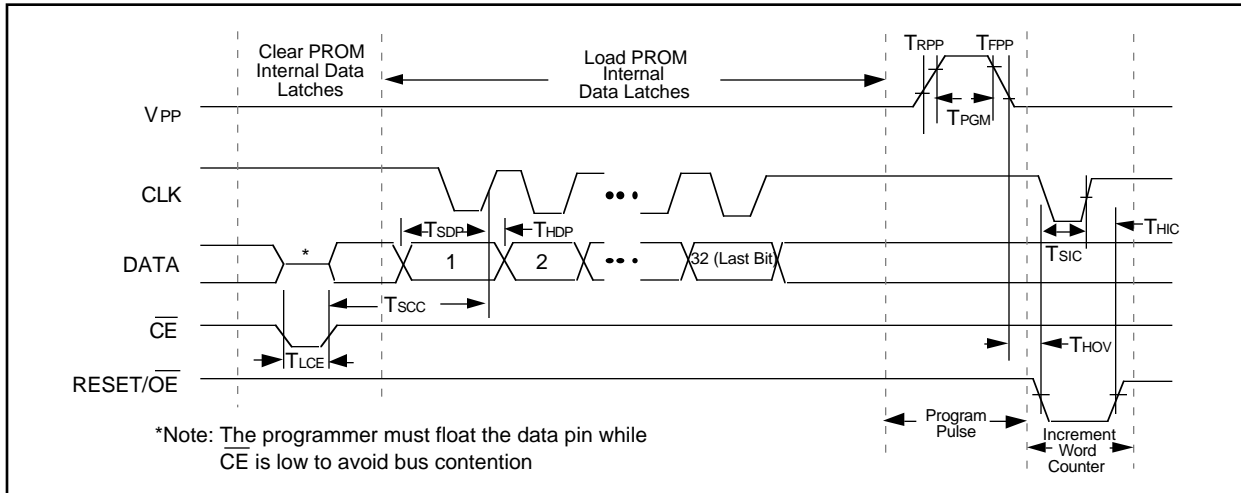 Clear PROM
Internal Data
Latches
Load PROM
Internal
Data Latches
TRPP
TFPP
VPP
TPGM
CLK
•••
TSDP
THDP
THIC
TSIC
DATA
*
1
2
•••
32 (Last Bit)
TSCC
CE
TLCE
THOV
RESET/OE
*Note: The programmer must float the data pin while
CE is low to avoid bus contention
Program
Pulse
Increment
Word
Counter